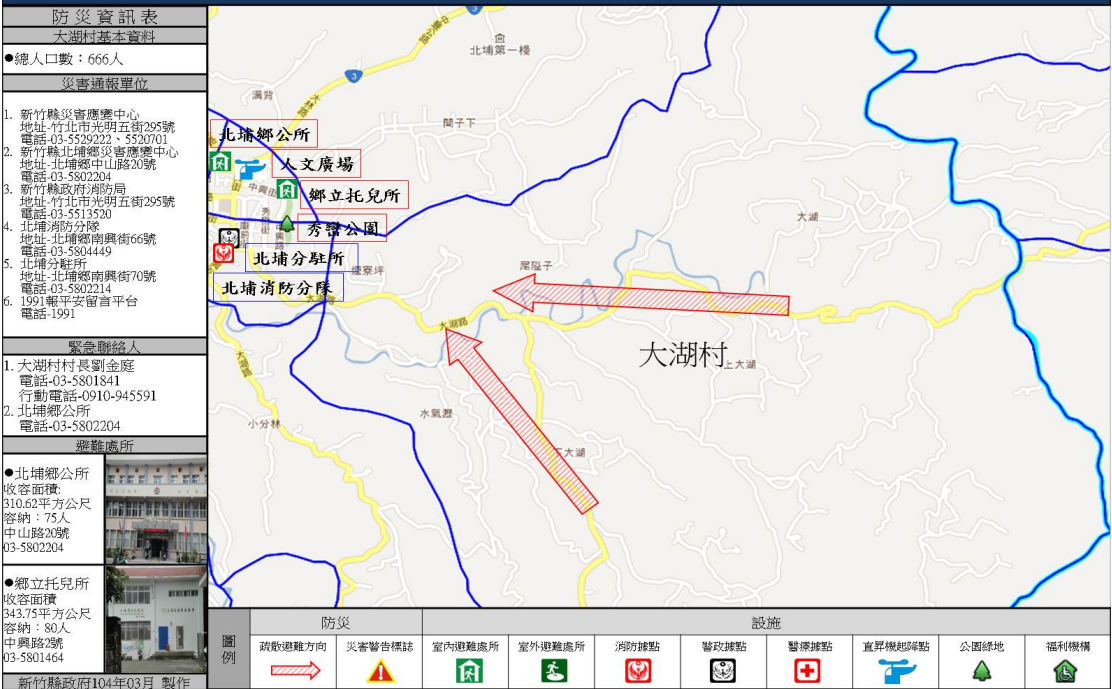 防災資訊表
大湖村基本資料
●總人口數：666人
災害通報單位
1. 新竹縣災害應變中心
地址-竹北市光明五街295號
電話-03-5529222、5520701
2. 新竹縣北埔鄉災害應變中心
地址-北埔鄉中山路20號
電話-03-5802204
3. 新竹縣政府消防局
地址-竹北市光明五街295號
電話-03-5513520
4. 北埔消防分隊
地址-北埔鄉南興街66號
電話-03-5804449
5. 北埔分駐所
地址-北埔鄉南興街70號
電話-03-5802214
6. 1991報平安留言平台
電話-1991
緊急聯絡人
1. 大湖村村長劉金庭
電話-03-5801841
行動電話-0910-945591
2. 北埔鄉公所
電話-03-5802204
避難處所
●北埔鄉公所
收容面積:
310.62平方公尺
容納：75人
中山路20號
03-5802204
●鄉立托兒所
收容面積
343.75平方公尺
容納：80人
中興路2號
03-5801464
新竹縣政府104年03月 製作
3
北埔第一棧
3
大林路
滿背
間子下
北埔鄉公所
人文廣場
中興街
鄉立托兒所
秀巒公園
北埔分駐所
北埔消防分隊
大湖
尾隘子
大湖路
大湖路
大湖村
上大湖
小分林
水氣瀝
下大湖
圖例
防災
設施
疏散避難方向
災害警告標誌
室內避難處所
室外避難處所
消防據點
警政據點
醫療據點
直昇機起降點
公園綠地
福利機構